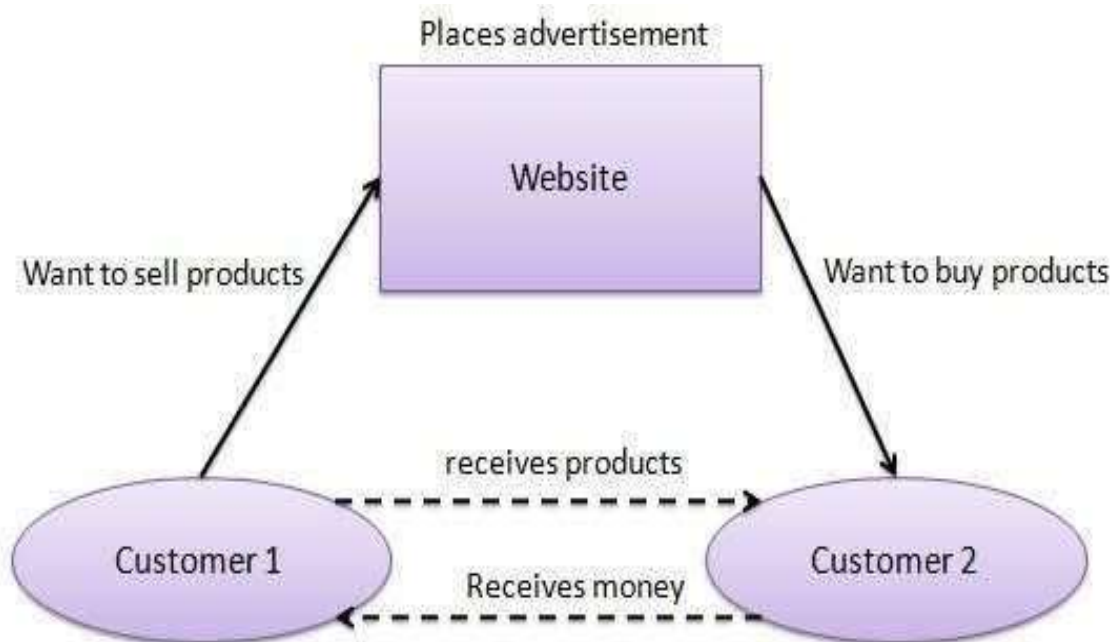 Places advertisement
Website
Want to sell products
Want to buy products
receives products
Customer 1
Customer 2
Receives money